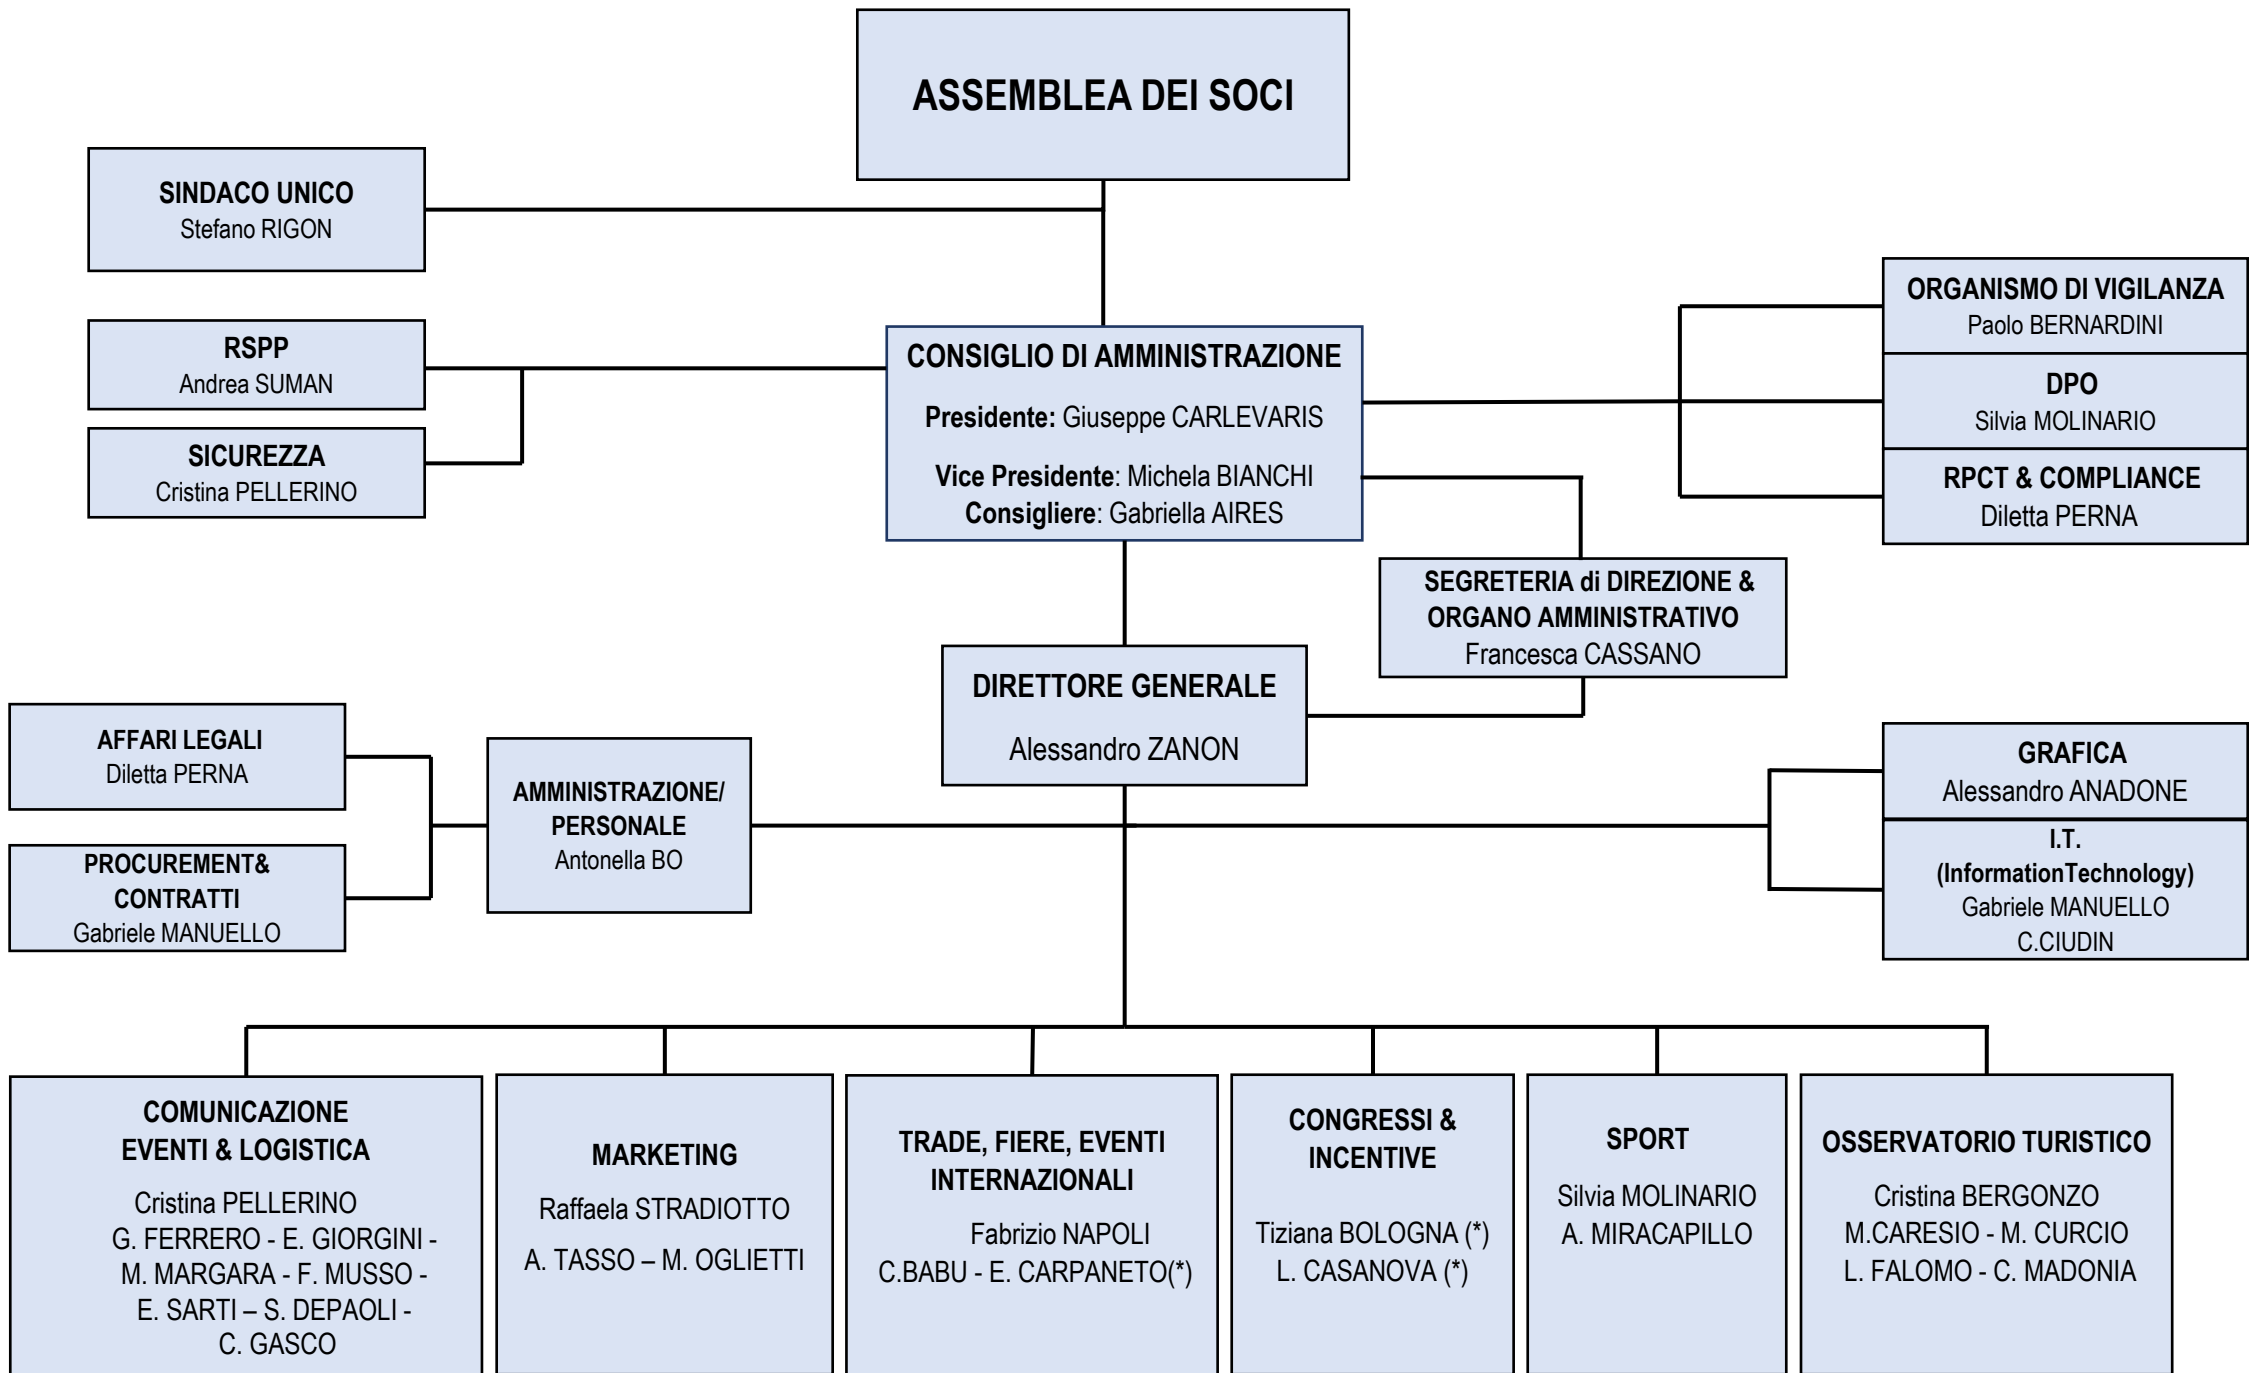 ASSEMBLEA DEI SOCI
SINDACO UNICO
Stefano RIGON
RSPP
Andrea SUMAN
SICUREZZA
Cristina PELLERINO
CONSIGLIO DI AMMINISTRAZIONE
Presidente: Giuseppe CARLEVARIS
Vice Presidente: Michela BIANCHI
Consigliere: Gabriella AIRES
ORGANISMO DI VIGILANZA
Paolo BERNARDINI
DPO
Silvia MOLINARIO
RPCT & COMPLIANCE
Diletta PERNA
SEGRETERIA di DIREZIONE &
ORGANO AMMINISTRATIVO
Francesca CASSANO
DIRETTORE GENERALE
Alessandro ZANON
AFFARI LEGALI
Diletta PERNA
PROCUREMENT&
CONTRATTI
Gabriele MANUELLO
AMMINISTRAZIONE/
PERSONALE
Antonella BO
GRAFICA
Alessandro ANADONE
I.T.
(InformationTechnology)
Gabriele MANUELLO
C.CIUDIN
COMUNICAZIONE
EVENTI & LOGISTICA
Cristina PELLERINO
G. FERRERO - E. GIORGINI -
M. MARGARA - F. MUSSO -
E. SARTI – S. DEPAOLI -
C. GASCO
MARKETING
Raffaela STRADIOTTO
A. TASSO – M. OGLIETTI
TRADE, FIERE, EVENTI
INTERNAZIONALI
Fabrizio NAPOLI
C.BABU - E. CARPANETO(*)
CONGRESSI &
INCENTIVE
Tiziana BOLOGNA (*)
L. CASANOVA (*)
SPORT
Silvia MOLINARIO
A. MIRACAPILLO
OSSERVATORIO TURISTICO
Cristina BERGONZO
M.CARESIO - M. CURCIO
L. FALOMO - C. MADONIA